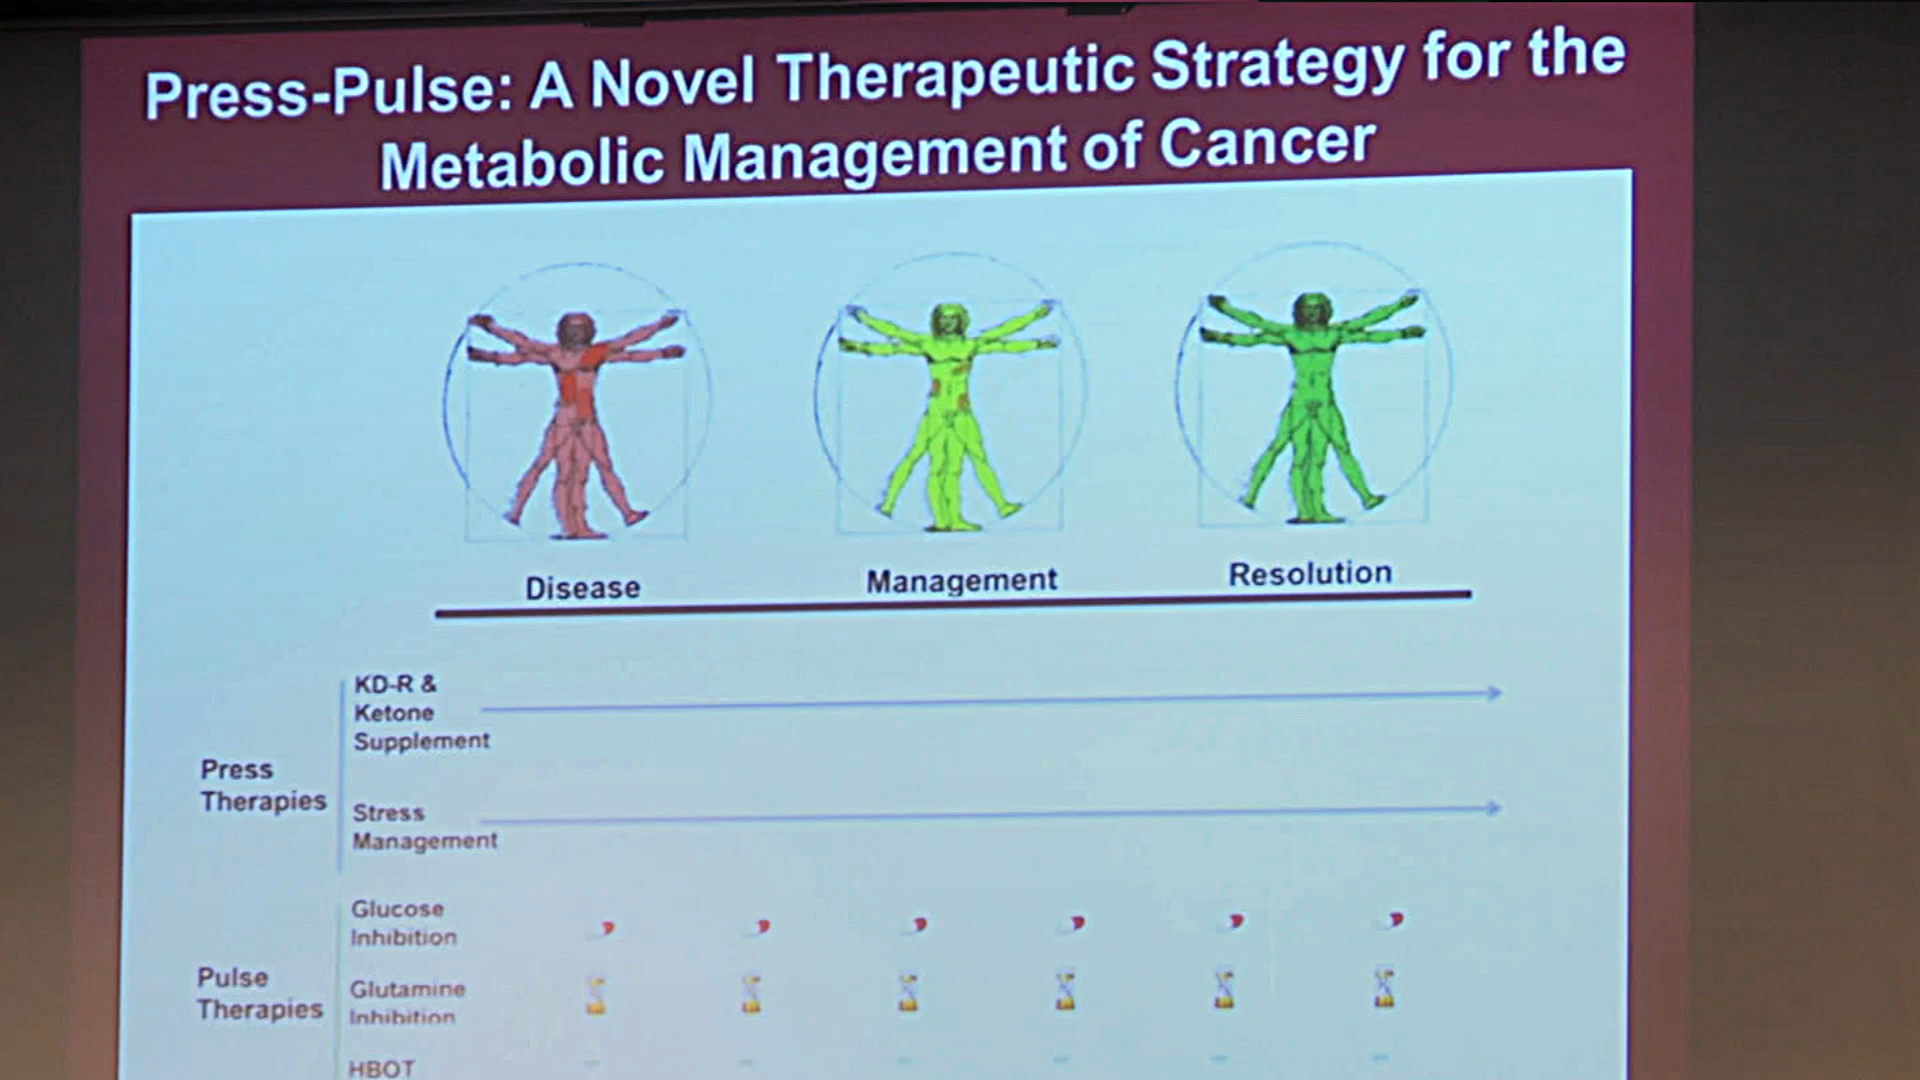 Press-Pulse: A Novel Therapeutic Strategy for the
Metabolic Management of Cancer
Disease
Management
Resolution
Press
Therapies
KD-R &
Ketone
Supplement
Stress
Management
Pulse
Therapies
Glucose
Inhibition
Glutamine
Inhibition
HBOT